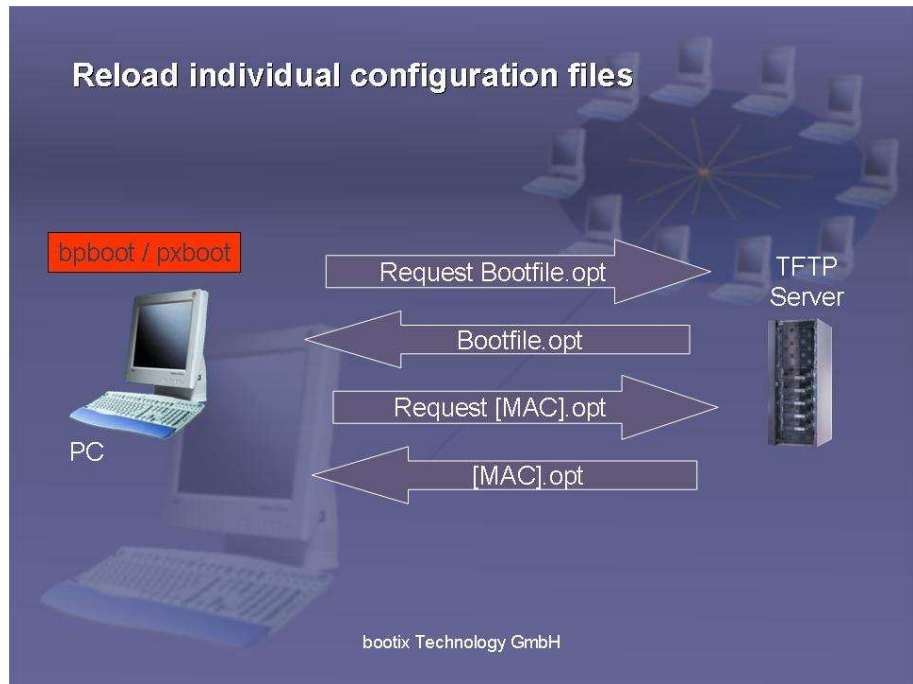 Reload individual configuration files
bpboot / pxboot
Request Bootfile.opt
TFTP
Server
Bootfile.opt
Request [MAC].opt
PC
[MAC].opt
bootix Technology GmbH